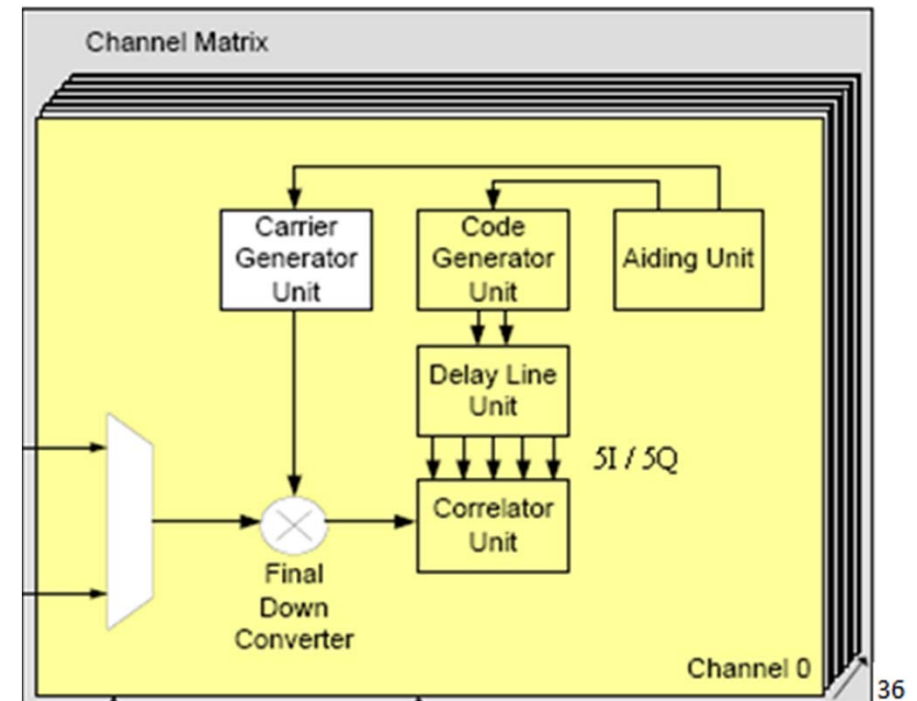 Channel Matrix
Carrier
Generator
Unit
Code
Generator
Unit
Aiding Unit
Delay Line
Unit
5I / 5Q
Correlator
Unit
Final
Down
Converter
Channel 0
36